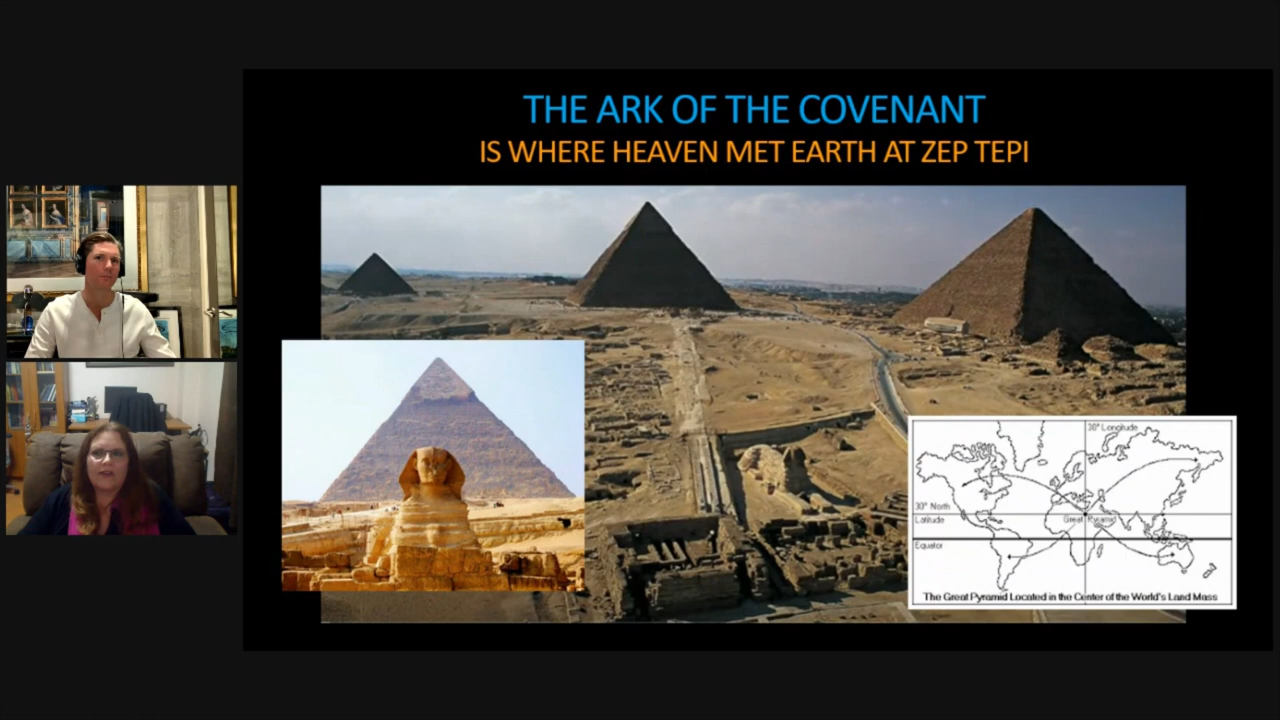 THE ARK OF THE COVENANT
IS WHERE HEAVEN MET EARTH AT ZEP TEPI
30° Longitude
30° North
Latitude
Great Pyramid
Equator
The Great Pyramid Located in the Center of the World's Land Mass